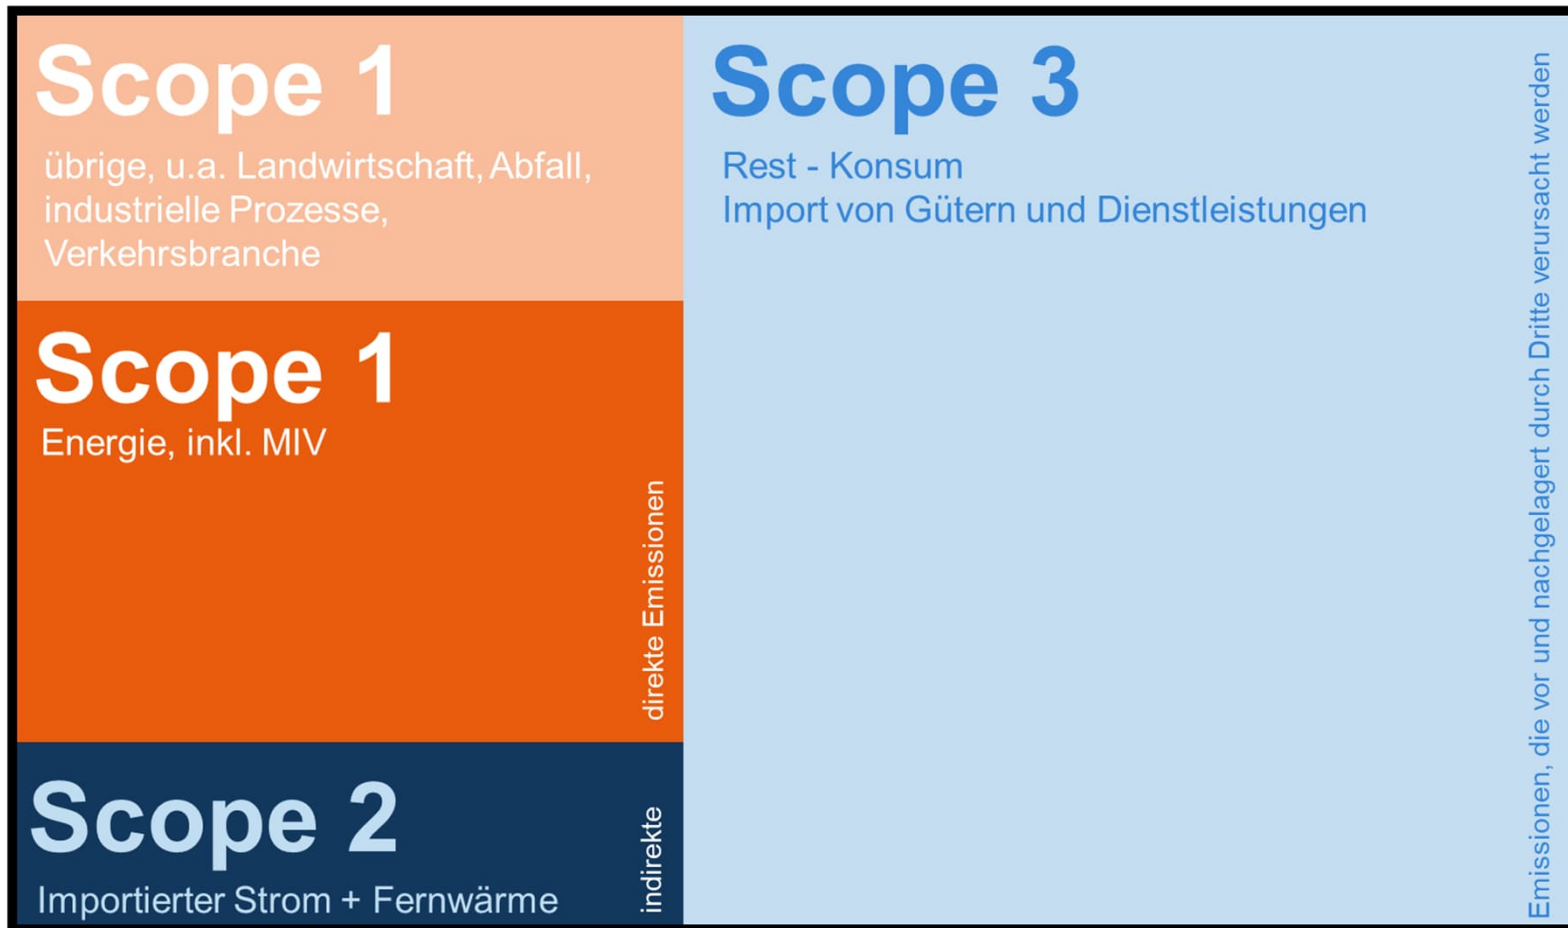 Scope 1
übrige, u.a. Landwirtschaft, Abfall,
industrielle Prozesse,
Verkehrsbranche
Scope 1
Energie, inkl. MIV
direkte Emissionen
Scope 2
Importierter Strom + Fernwärme
indirekte
Scope 3
Rest - Konsum
Import von Gütern und Dienstleistungen
Emissionen, die vor und nachgelagert durch Dritte verursacht werden